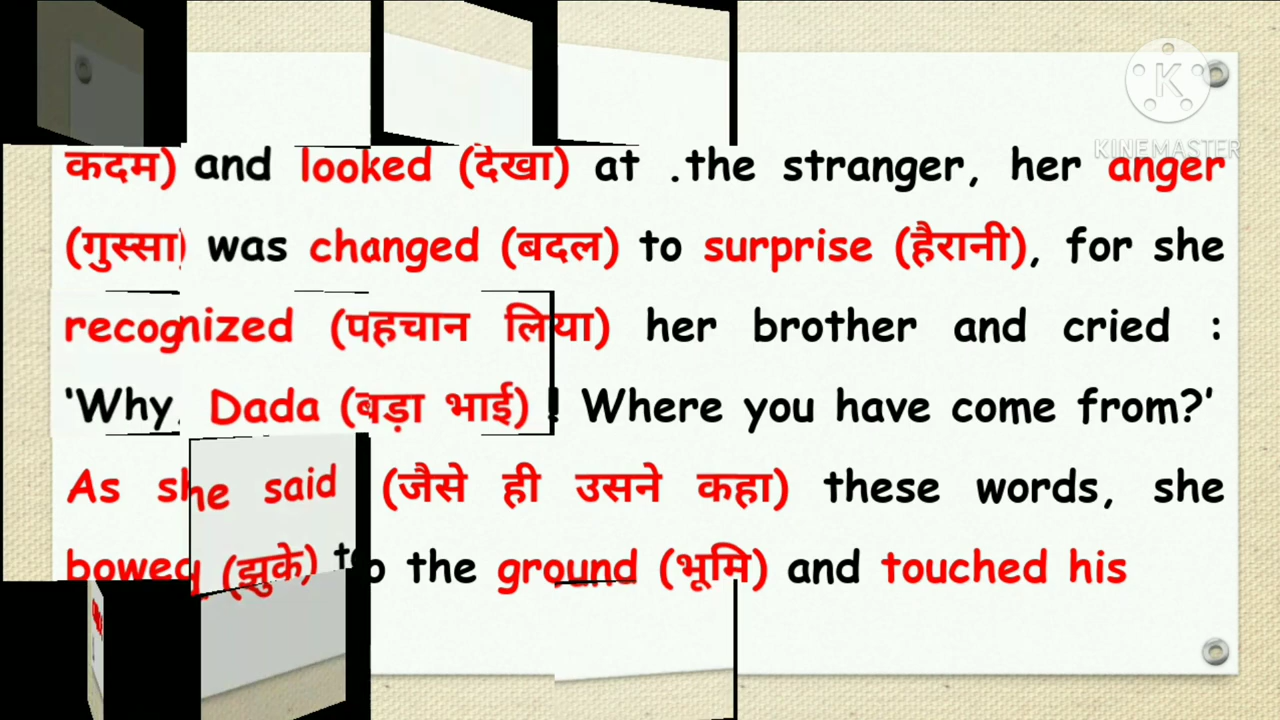 कदम) and looked (देखा) at .the stranger, her anger
(गुस्सा) was changed (बदल) to surprise (हैरानी), for she
recognized (पहचान लिया) her brother and cried :
'Why, Dada (बड़ा भाई) ! Where you have come from?'
As she said (जैसे ही उसने कहा) these words, she
bowed (झुके) to the ground (भूमि) and touched his
K
KINEMASTER